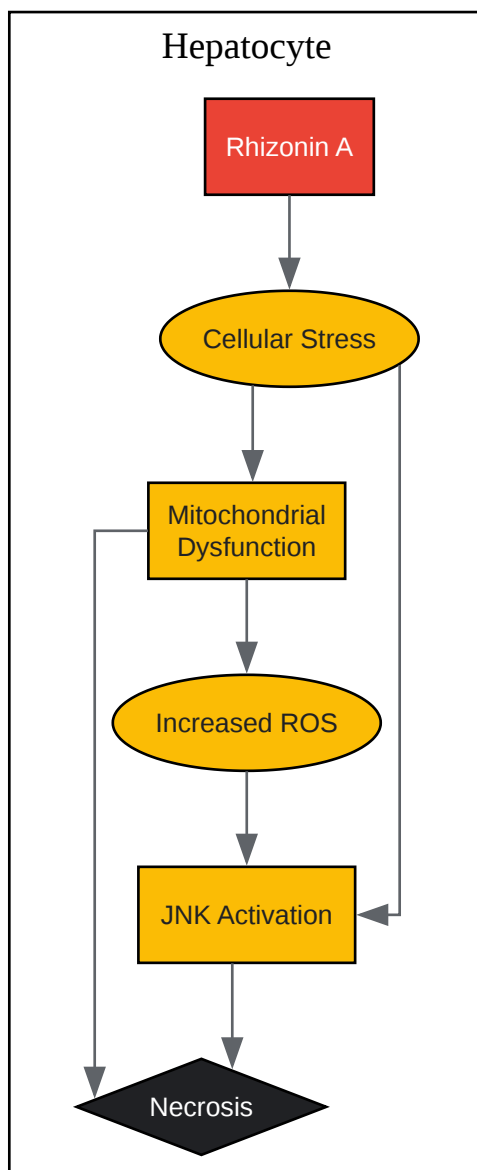 Hepatocyte
Rhizonin A
Cellular Stress
Mitochondrial
Dysfunction
Increased ROS
JNK Activation
Necrosis